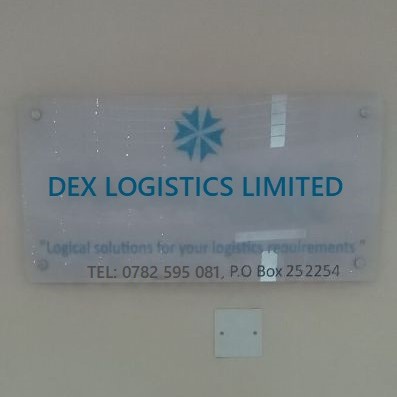 DEX LOGISTICS LIMITED
"Logical solutions for your logistics requirements"
TEL: 0782 595 081, P.O Box 252254